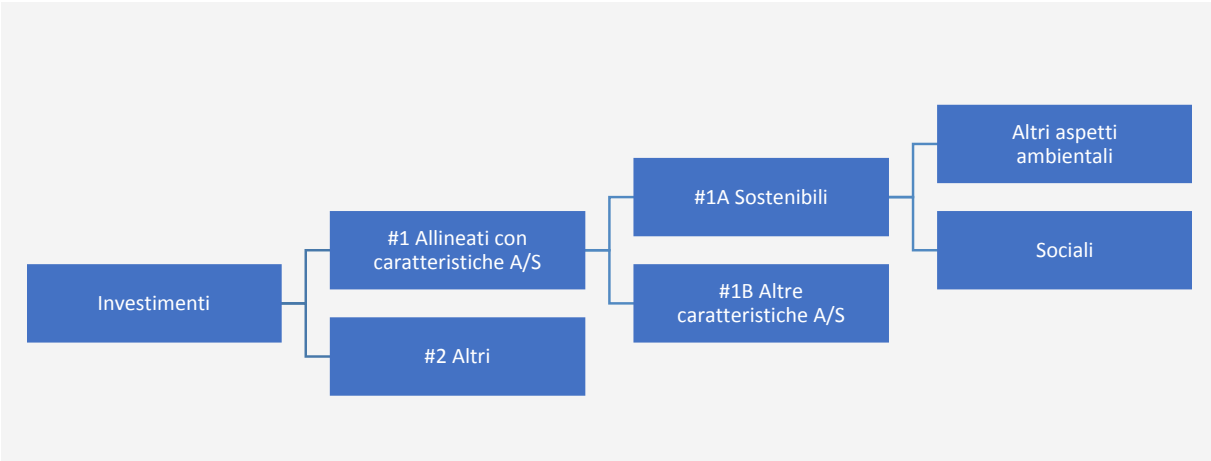 Investimenti
#1 Allineati con
caratteristiche A/S
#2 Altri
#1A Sostenibili
#1B Altre
caratteristiche A/S
Altri aspetti
ambientali
Sociali